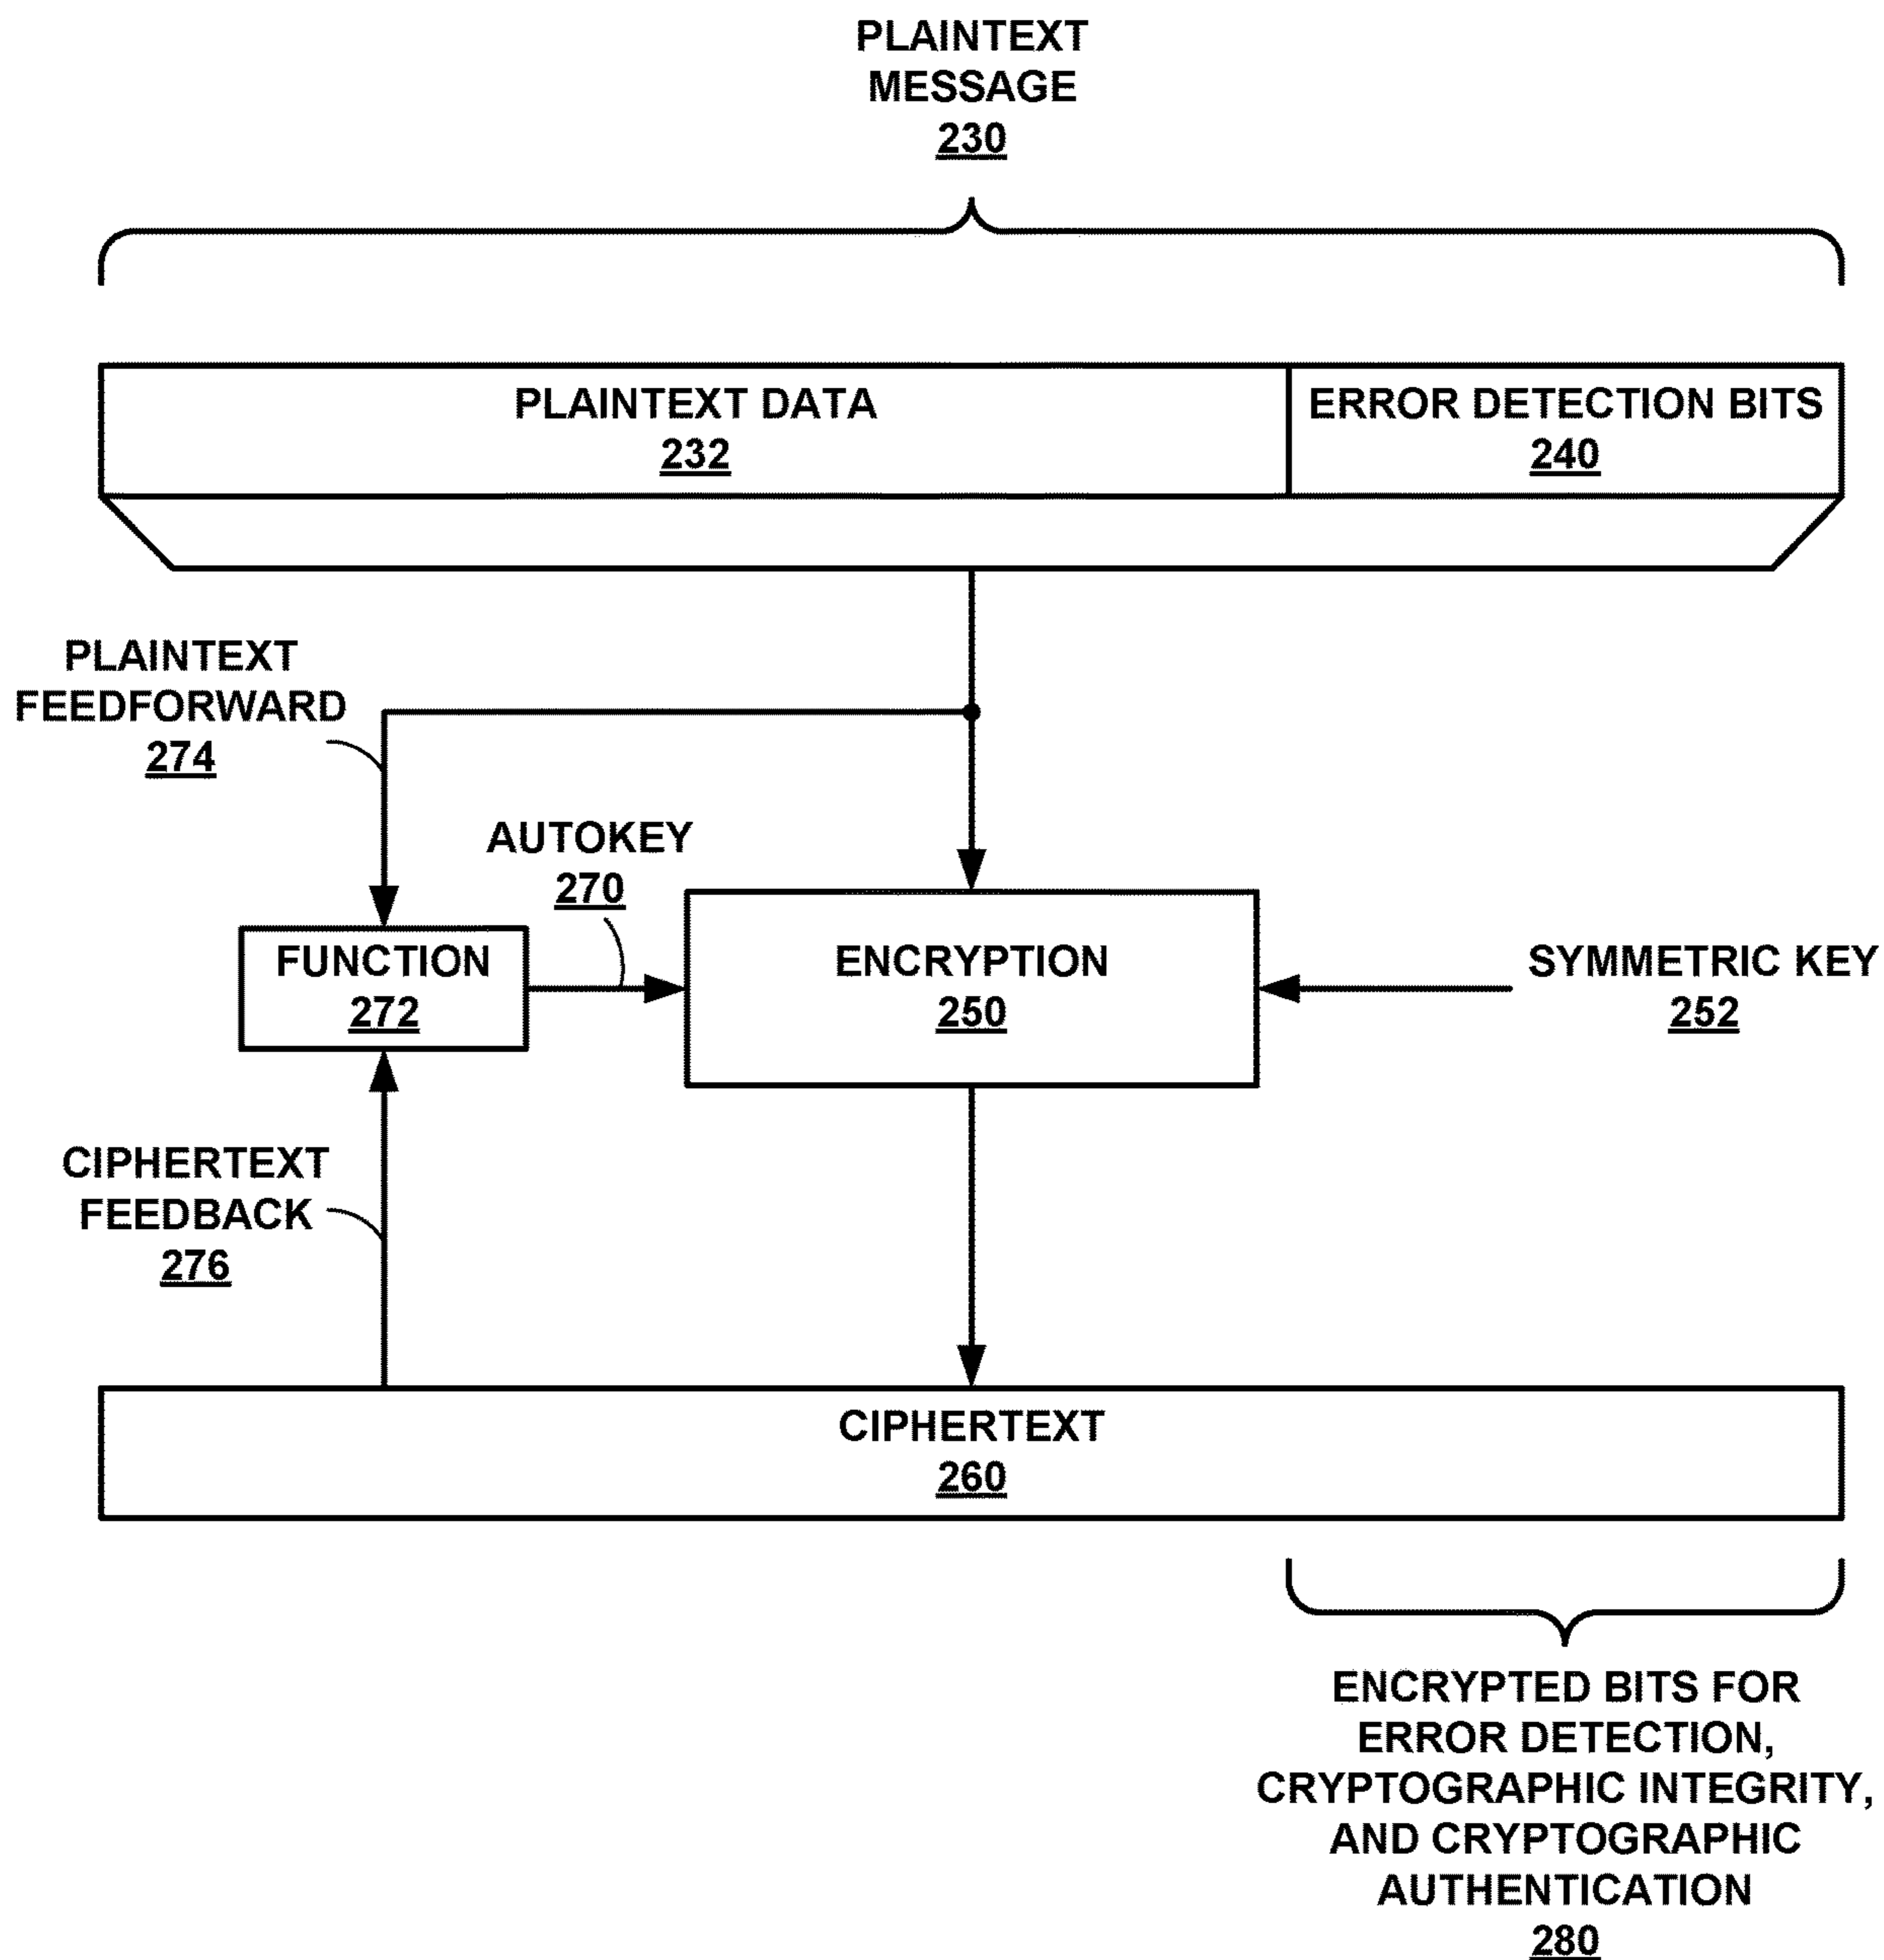 PLAINTEXT
MESSAGE
230
PLAINTEXT DATA
232
ERROR DETECTION BITS
240
PLAINTEXT
FEEDFORWARD
274
AUTOKEY
270
FUNCTION
272
ENCRYPTION
250
SYMMETRIC KEY
252
CIPHERTEXT
FEEDBACK
276
CIPHERTEXT
260
ENCRYPTED BITS FOR
ERROR DETECTION,
CRYPTOGRAPHIC INTEGRITY,
AND CRYPTOGRAPHIC
AUTHENTICATION
280